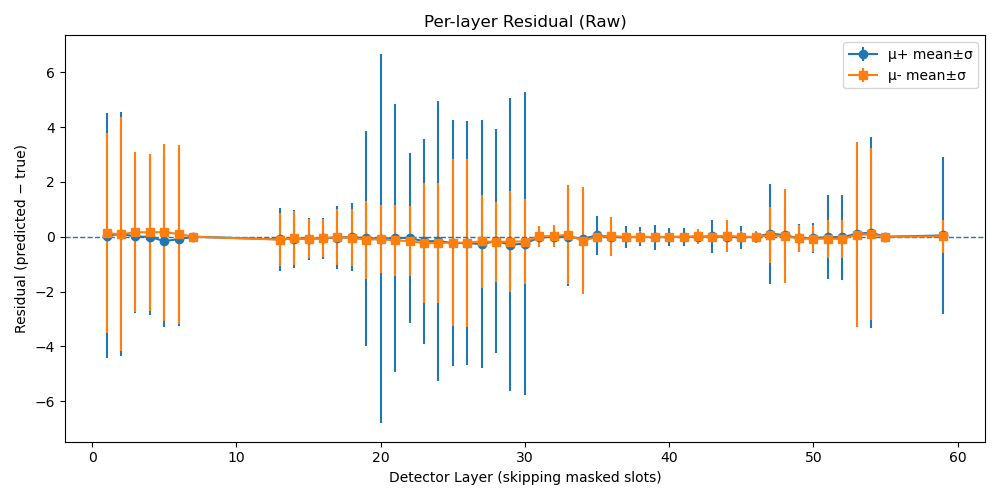 Per-layer Residual (Raw)
μ+ mean±σ
μ- mean±σ
Residual (predicted − true)
6
4
2
0
−2
−4
−6
0 10 20 30 40 50 60
Detector Layer (skipping masked slots)